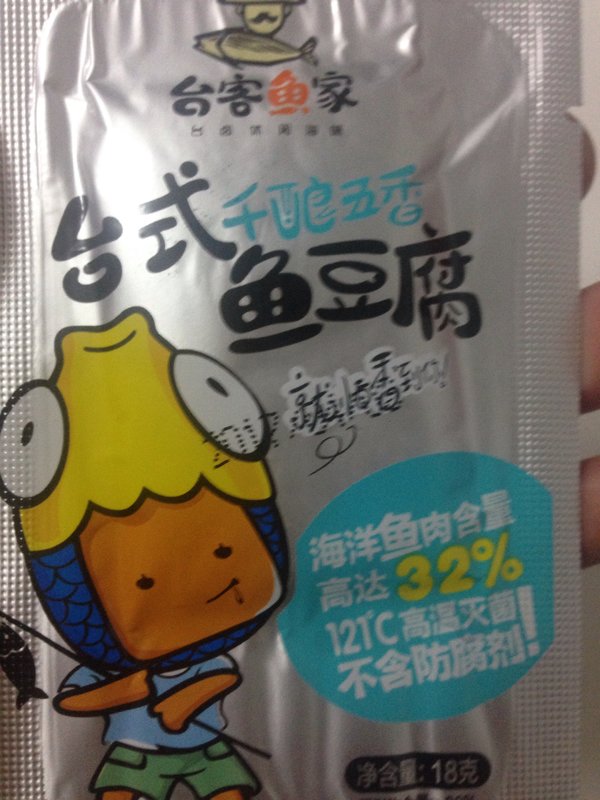 台客鱼家
台式千酿五香
鱼豆腐
海洋鱼肉含量
高达32%
121℃高温灭菌
不含防腐剂!
净含量:18克